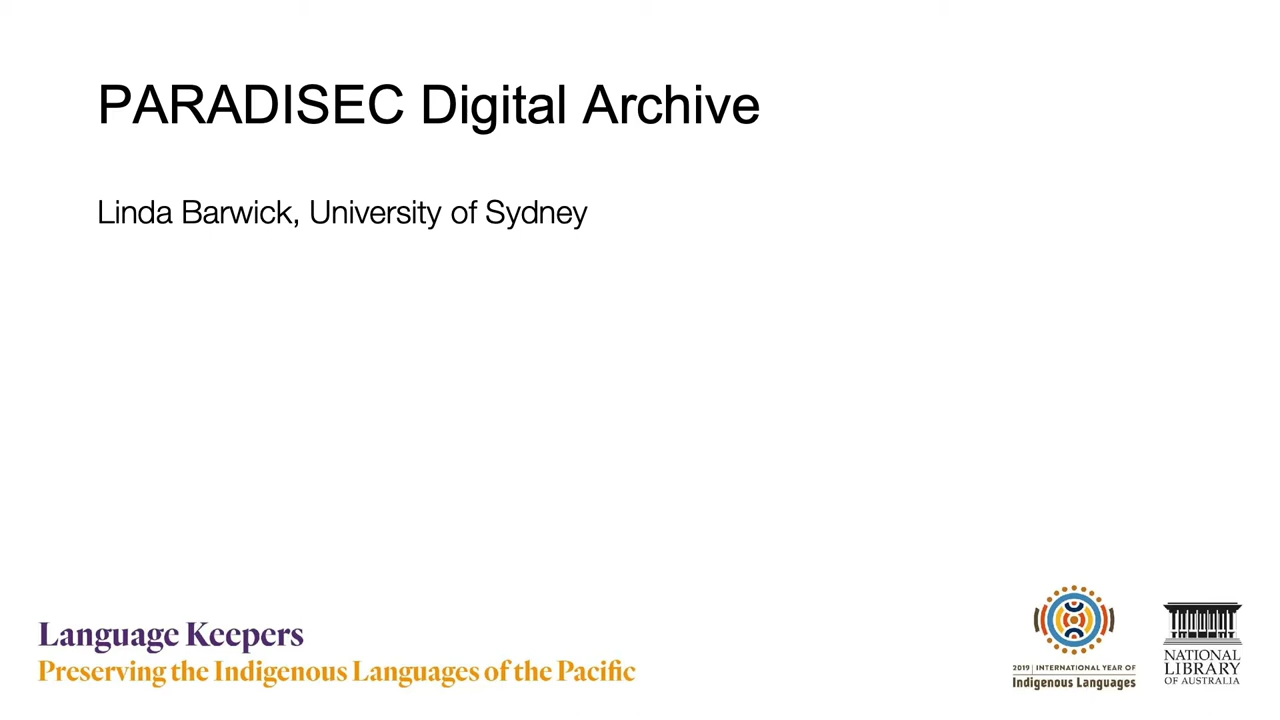 PARADISEC Digital Archive
Linda Barwick, University of Sydney
Language Keepers
Preserving the Indigenous Languages of the Pacific
2019 | INTERNATIONAL YEAR OF
Indigenous Languages
NATIONAL
LIBRARY
OF AUSTRALIA